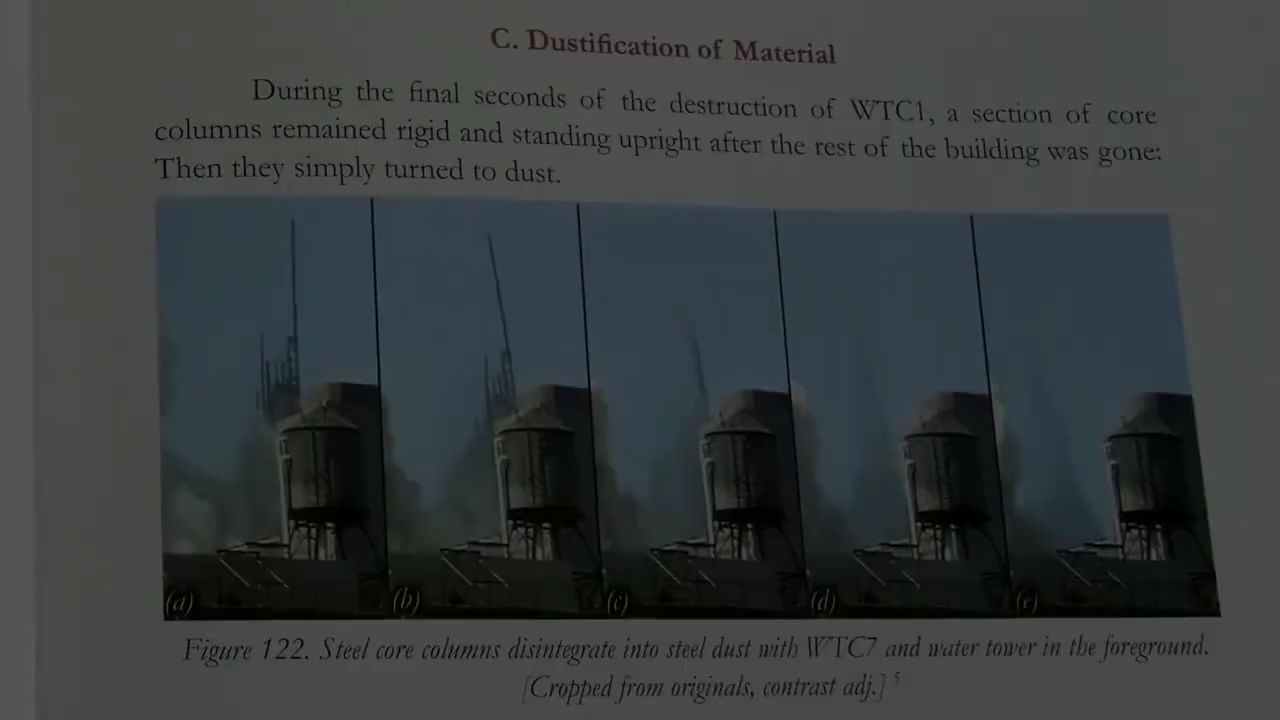 C. Dustification of Material
During the final seconds of the destruction of WTC1, a section of core
columns remained rigid and standing upright after the rest of the building was gone:
Then they simply turned to dust.
(a) (b) (c) (d) (e)
Figure 122. Steel core columns disintegrate into steel dust with WTC7 and water tower in the foreground.
[Cropped from originals, contrast adj.] 5